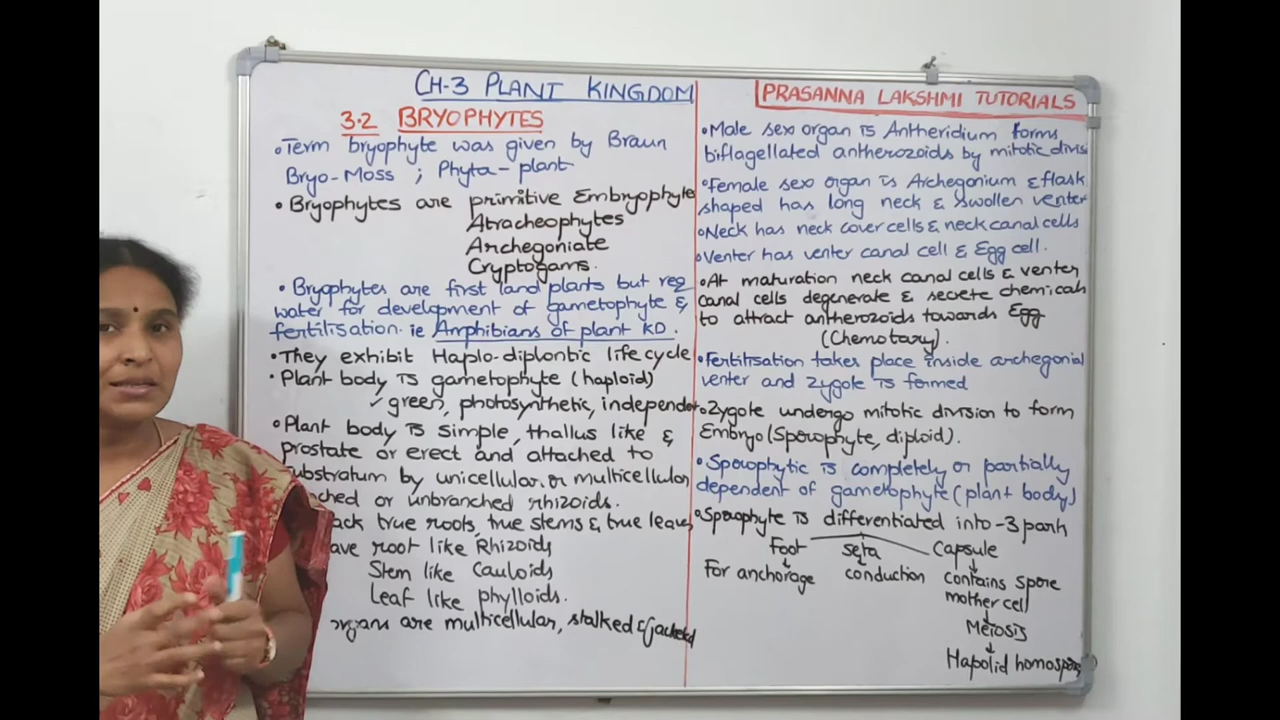 CH-3 PLANT KINGDOM
3.2 BRYOPHYTES
•Term bryophyte was given by Braun
Bryo-Moss ; Phyta-plant
• Bryophytes are primitive Embryophyte
Atracheophytes
Archegoniate
Cryptogams.
• Bryophytes are first land plants but req
water for development of gametophyte &
fertilisation. ie Amphibians of plant KD.
•They exhibit Haplo-diplontic life cycle
•Plant body is gametophyte (haploid)
✓green, photosynthetic, independent
•Plant body is simple, thallus like &
prostate or erect and attached to
substratum by unicellular or multicellular
ched or unbranched rhizoids.
ack true roots, true stems & true leav
ave root like Rhizoids
Stem like Cauloids
Leaf like phylloids.
organs are multicellular, stalked & Jacketed
PRASANNA LAKSHMI TUTORIALS
•Male sex organ is Antheridium forms
biflagellated antherozoids by mitotic divisi
•Female sex organ is Archegonium & flask
shaped has long neck & swollen venter
•Neck has neck cover cells & neck canal cells
•Venter has venter canal cell & Egg cell.
•At maturation neck canal cells & venter
canal cells degenerate & secrete chemicals
to attract antherozoids towards Egg
(Chemotaxy).
•Fertilisation takes place inside archegonial
venter and zygote is formed
•Zygote undergo mitotic division to form
Embryo (Sporophyte, diploid).
•Sporophytic is completely or partially
dependent of gametophyte (plant body)
•Sporophyte is differentiated into -3 parts
Foot seta Capsule
For anchorage conduction contains spore
mother cell
Meiosis
Hapolid homospores